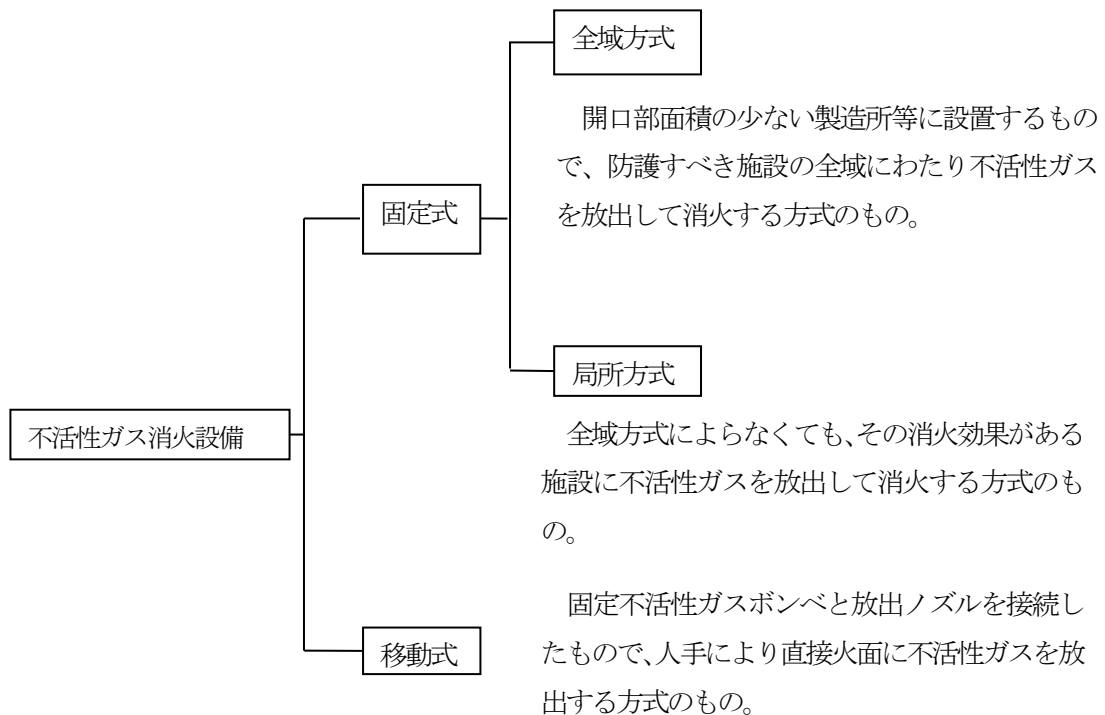 全域方式
開口部面積の少ない製造所等に設置するもの
で、防護すべき施設の全域にわたり不活性ガス
を放出して消火する方式のもの。
固定式
局所方式
不活性ガス消火設備
全域方式によらなくても、その消火効果がある
施設に不活性ガスを放出して消火する方式のも
の。
固定不活性ガスボンベと放出ノズルを接続し
たもので、人手により直接火面に不活性ガスを放
出する方式のもの。
移動式